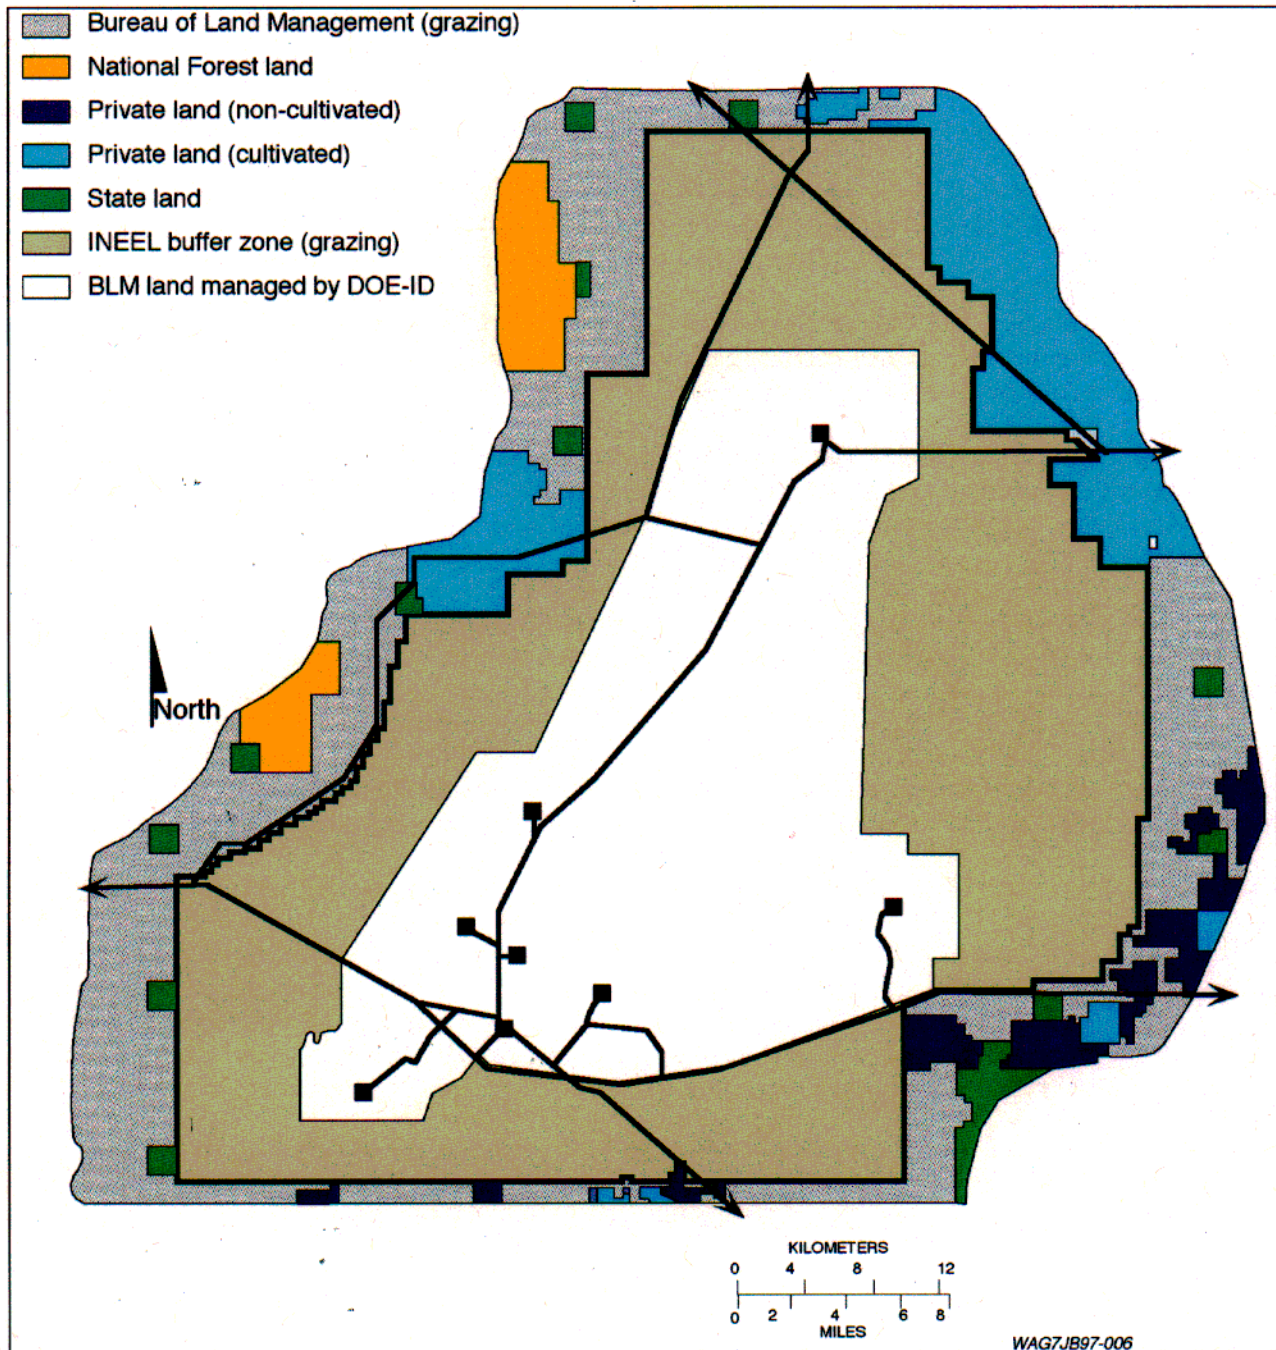 Bureau of Land Management (grazing)
National Forest land
Private land (non-cultivated)
Private land (cultivated)
State land
INEEL buffer zone (grazing)
BLM land managed by DOE-ID
North
KILOMETERS
0 4 8 12
0 2 4 6 8
MILES
WAG7JB97-006